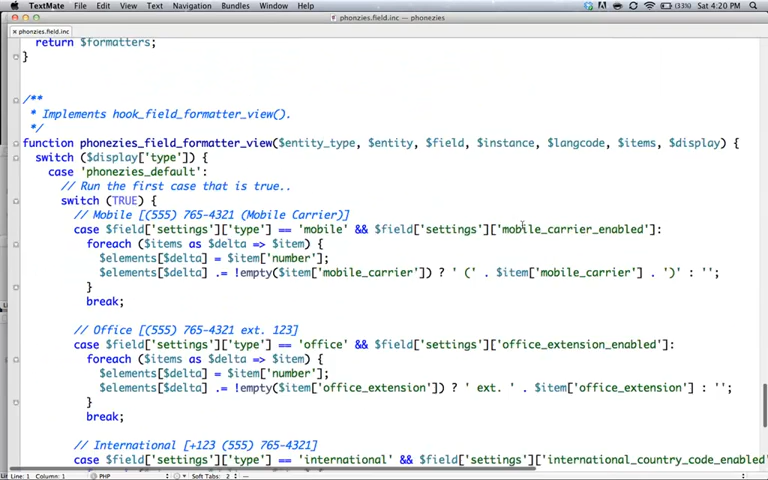 TextMate File Edit View Text Navigation Bundles Window Help (33%) Sat 4:20 PM
phonzies.field.inc — phonezies
phonzies.field.inc
return $formatters;
}
/**
* Implements hook_field_formatter_view().
*/
function phonezies_field_formatter_view($entity_type, $entity, $field, $instance, $langcode, $items, $display) {
switch ($display['type']) {
case 'phonezies_default':
// Run the first case that is true..
switch (TRUE) {
// Mobile [(555) 765-4321 (Mobile Carrier)]
case $field['settings']['type'] == 'mobile' && $field['settings']['mobile_carrier_enabled']:
foreach ($items as $delta => $item) {
$elements[$delta] = $item['number'];
$elements[$delta] .= !empty($item['mobile_carrier']) ? ' (' . $item['mobile_carrier'] . ')' : '';
}
break;
// Office [(555) 765-4321 ext. 123]
case $field['settings']['type'] == 'office' && $field['settings']['office_extension_enabled']:
foreach ($items as $delta => $item) {
$elements[$delta] = $item['number'];
$elements[$delta] .= !empty($item['office_extension']) ? ' ext. ' . $item['office_extension'] : '';
}
break;
// International [+123 (555) 765-4321]
case $field['settings']['type'] == 'international' && $field['settings']['international_country_code_enabled
Line: 1 Column: 1 PHP Soft Tabs: 2 —